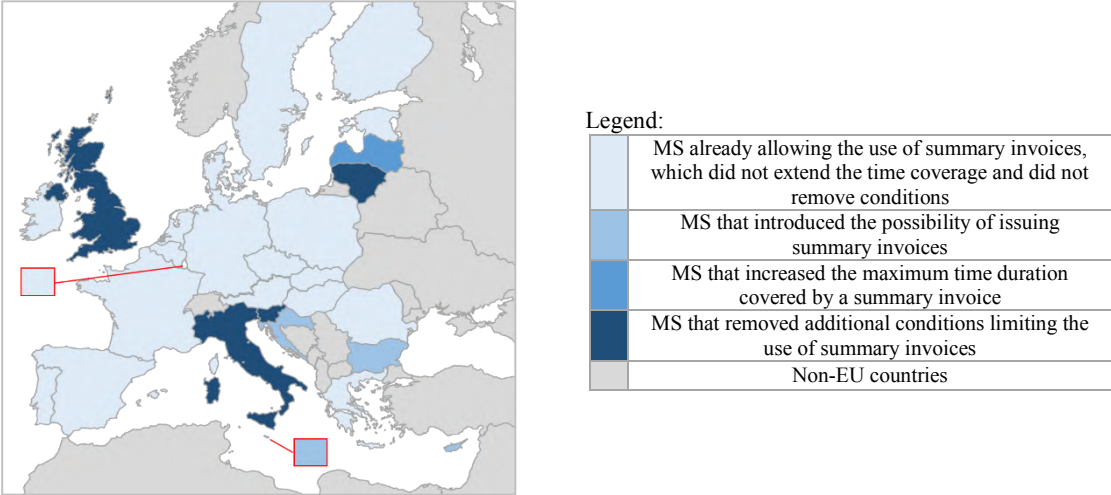 Legend:
MS already allowing the use of summary invoices,
which did not extend the time coverage and did not
remove conditions
MS that introduced the possibility of issuing
summary invoices
MS that increased the maximum time duration
covered by a summary invoice
MS that removed additional conditions limiting the
use of summary invoices
Non-EU countries